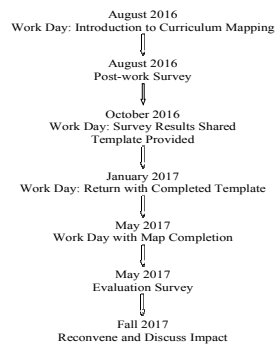 August 2016
Work Day: Introduction to Curriculum Mapping
August 2016
Post-work Survey
October 2016
Work Day: Survey Results Shared
Template Provided
January 2017
Work Day: Return with Completed Template
May 2017
Work Day with Map Completion
May 2017
Evaluation Survey
Fall 2017
Reconvene and Discuss Impact